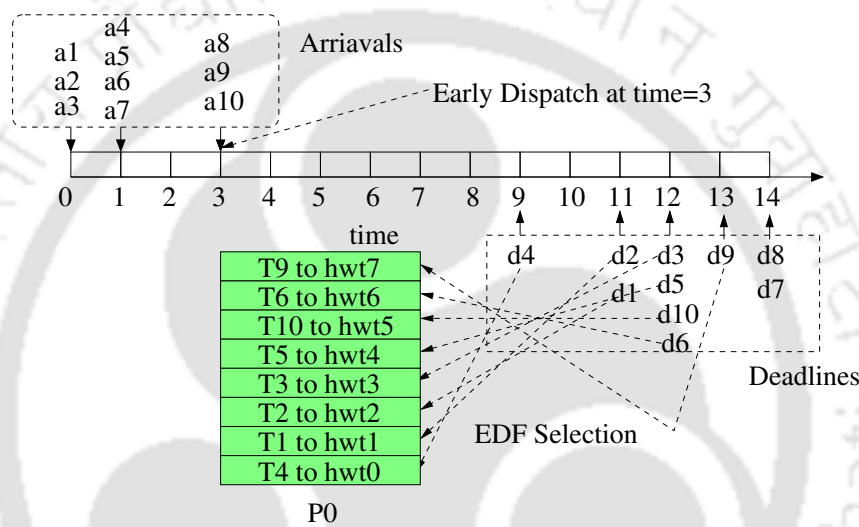 a1
a2
a3
a4
a5
a6
a7
a8
a9
a10
Arriavals
Early Dispatch at time=3
0 1 2 3 4 5 6 7 8 9 10 11 12 13 14
time
d4 d2 d3 d9 d8
d1 d5 d7
d10
d6
Deadlines
T9 to hwt7
T6 to hwt6
T10 to hwt5
T5 to hwt4
T3 to hwt3
T2 to hwt2
T1 to hwt1
T4 to hwt0
EDF Selection
P0